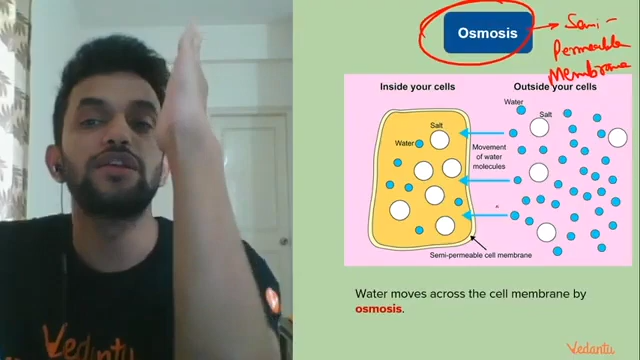 Osmosis
Semi-
Permeable
Membrane
Inside your cells
Outside your cells
Water
Salt
Salt
Water
Movement
of water
molecules
Semi-permeable cell membrane
Water moves across the cell membrane by
osmosis.
Vedantu
Vedantu